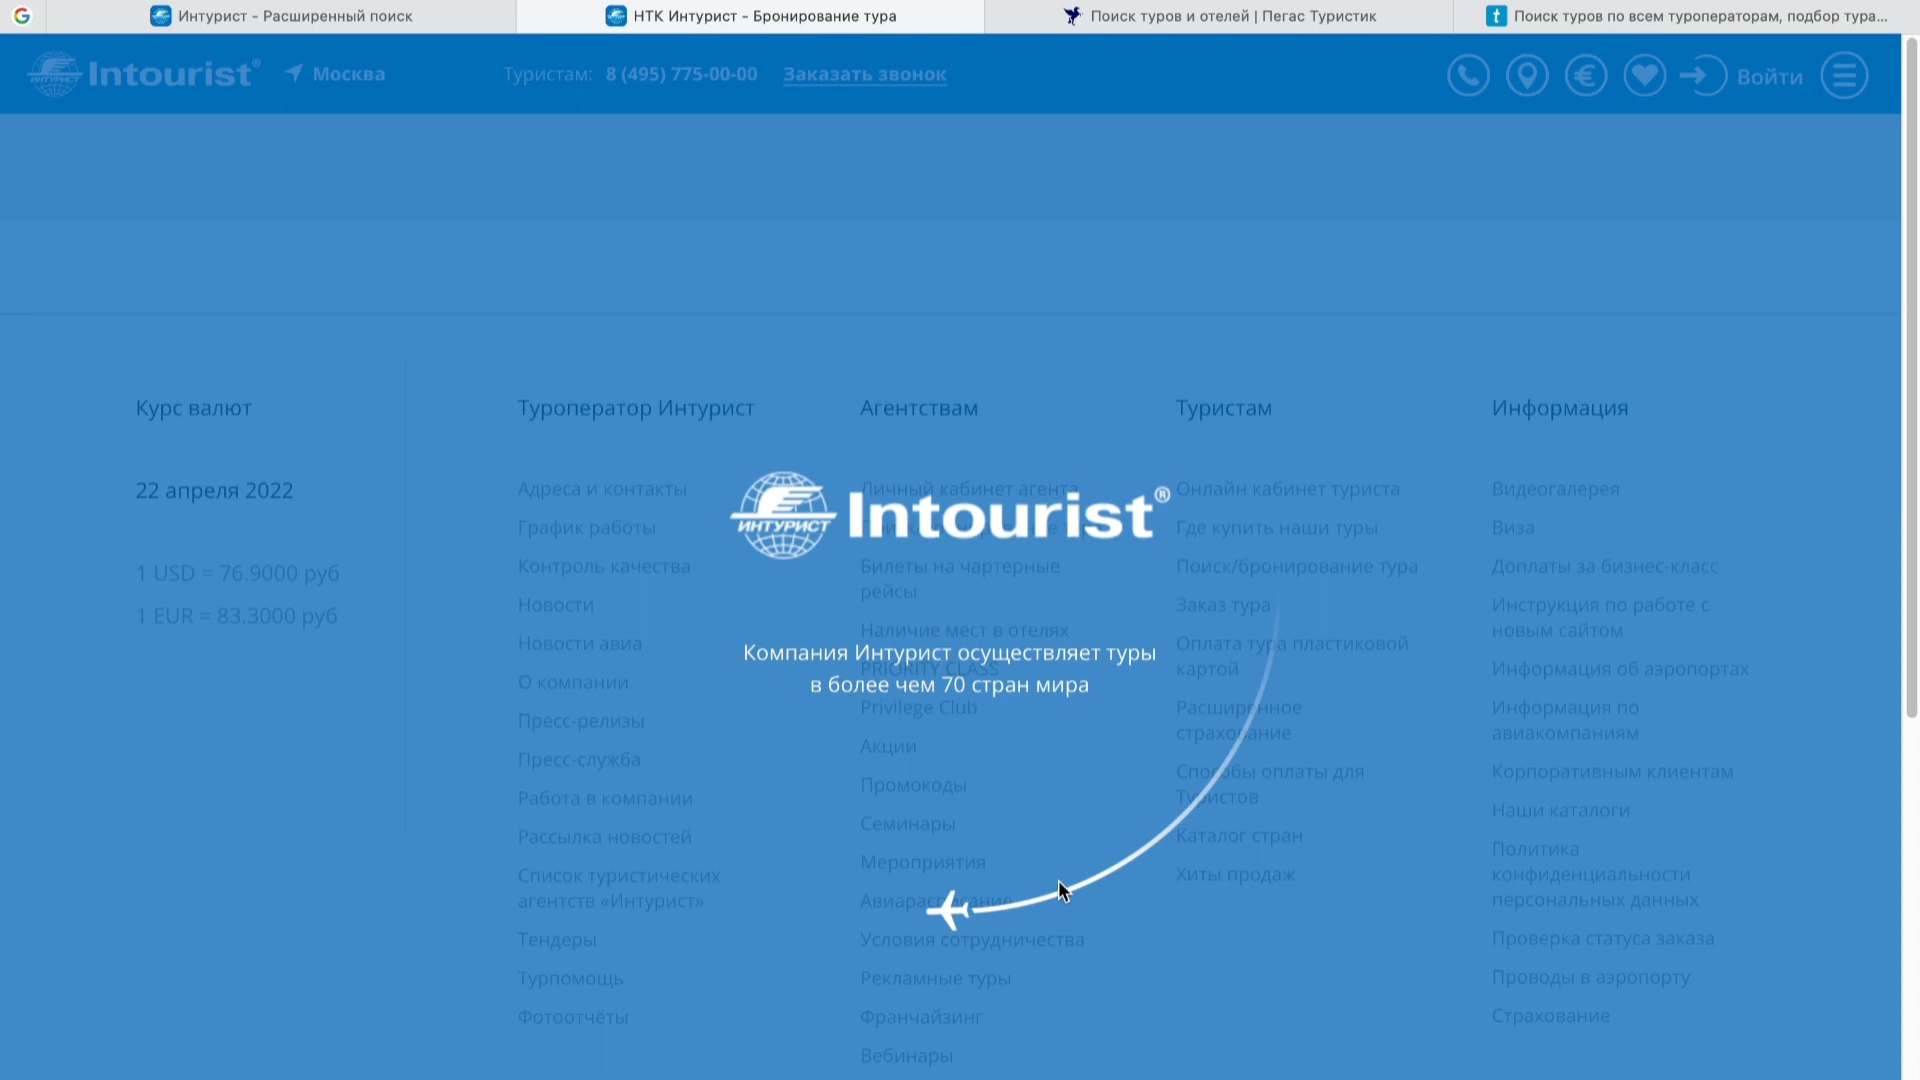 Интурист - Расширенный поиск
НТК Интурист - Бронирование тура
Поиск туров и отелей | Пегас Туристик
Поиск туров по всем туроператорам, подбор тура...
ИНТУРИСТ Intourist®
Москва
Туристам: 8 (495) 775-00-00
Заказать звонок
Войти
Курс валют
22 апреля 2022
1 USD = 76.9000 руб
1 EUR = 83.3000 руб
Туроператор Интурист
Адреса и контакты
График работы
Контроль качества
Новости
Новости авиа
О компании
Пресс-релизы
Пресс-служба
Работа в компании
Рассылка новостей
Список туристических
агентств «Интурист»
Тендеры
Турпомощь
Фотоотчёты
Агентствам
Личный кабинет агента
Билеты на чартерные
рейсы
Наличие мест в отелях
PRIORITY CLASS
Privilege Club
Акции
Промокоды
Семинары
Мероприятия
Авиарасписание
Условия сотрудничества
Рекламные туры
Франчайзинг
Вебинары
ИНТУРИСТ Intourist®
Компания Интурист осуществляет туры
в более чем 70 стран мира
Туристам
Онлайн кабинет туриста
Где купить наши туры
Поиск/бронирование тура
Заказ тура
Оплата тура пластиковой
картой
Расширенное
страхование
Способы оплаты для
Туристов
Каталог стран
Хиты продаж
Информация
Видеогалерея
Виза
Доплаты за бизнес-класс
Инструкция по работе с
новым сайтом
Информация об аэропортах
Информация по
авиакомпаниям
Корпоративным клиентам
Наши каталоги
Политика
конфиденциальности
персональных данных
Проверка статуса заказа
Проводы в аэропорту
Страхование